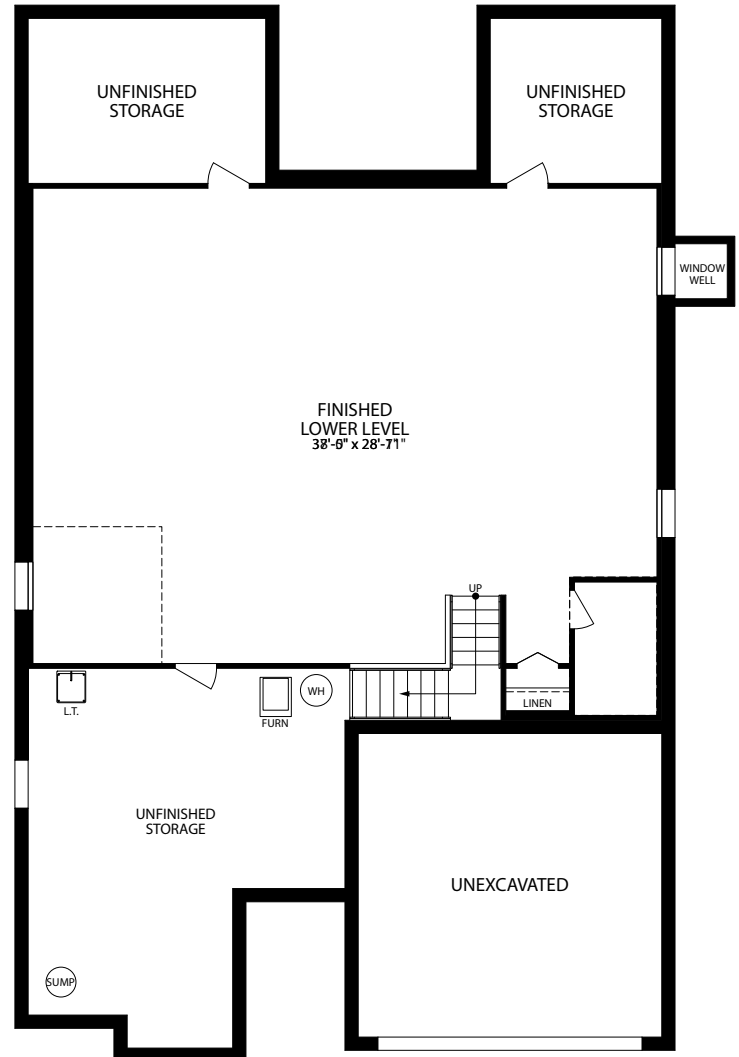 UNFINISHED
STORAGE
UNFINISHED
STORAGE
WINDOW
WELL
FINISHED
LOWER LEVEL
UP
L.T.
FURN
WH
LINEN
UNFINISHED
STORAGE
UNEXCAVATED
SUMP